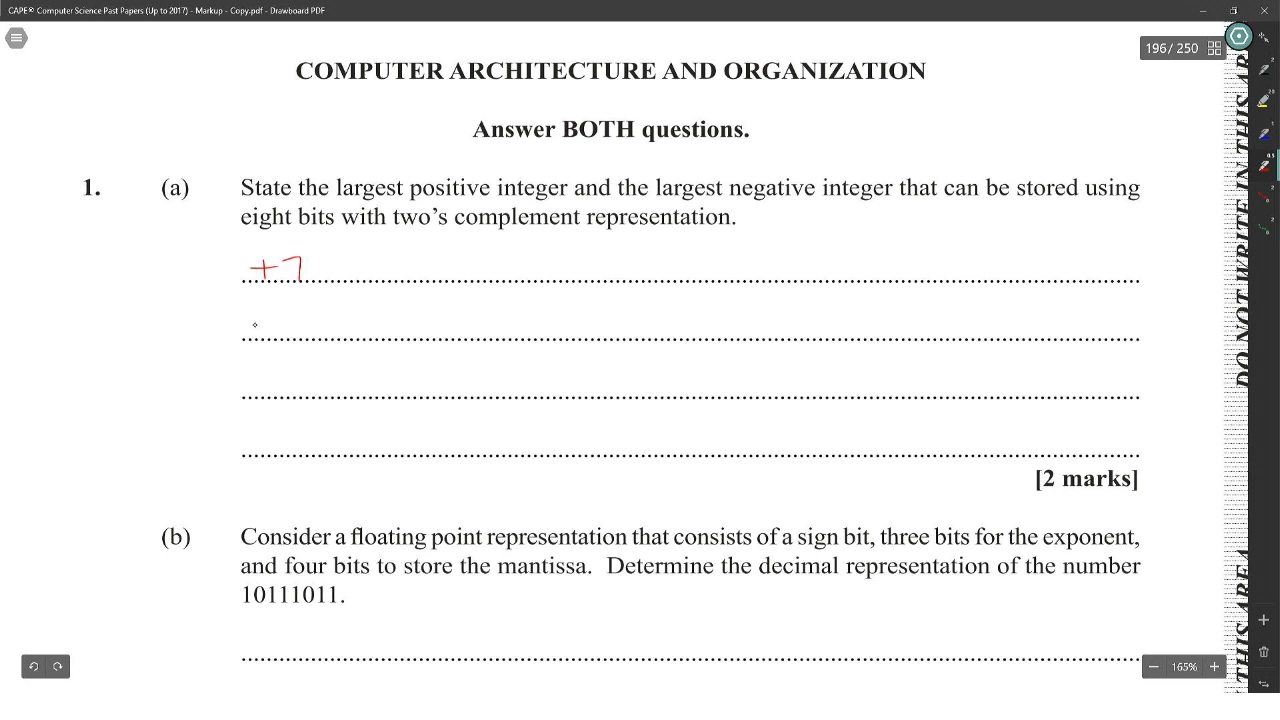 CAPE® Computer Science Past Papers (Up to 2017) - Markup - Copy.pdf - Drawboard PDF
196 / 250
COMPUTER ARCHITECTURE AND ORGANIZATION
Answer BOTH questions.
1. (a) State the largest positive integer and the largest negative integer that can be stored using
eight bits with two's complement representation.
+7
[2 marks]
(b) Consider a floating point representation that consists of a sign bit, three bits for the exponent,
and four bits to store the mantissa. Determine the decimal representation of the number
10111011.
165%
DO NOT WRITE IN THIS AR
THIS AREA